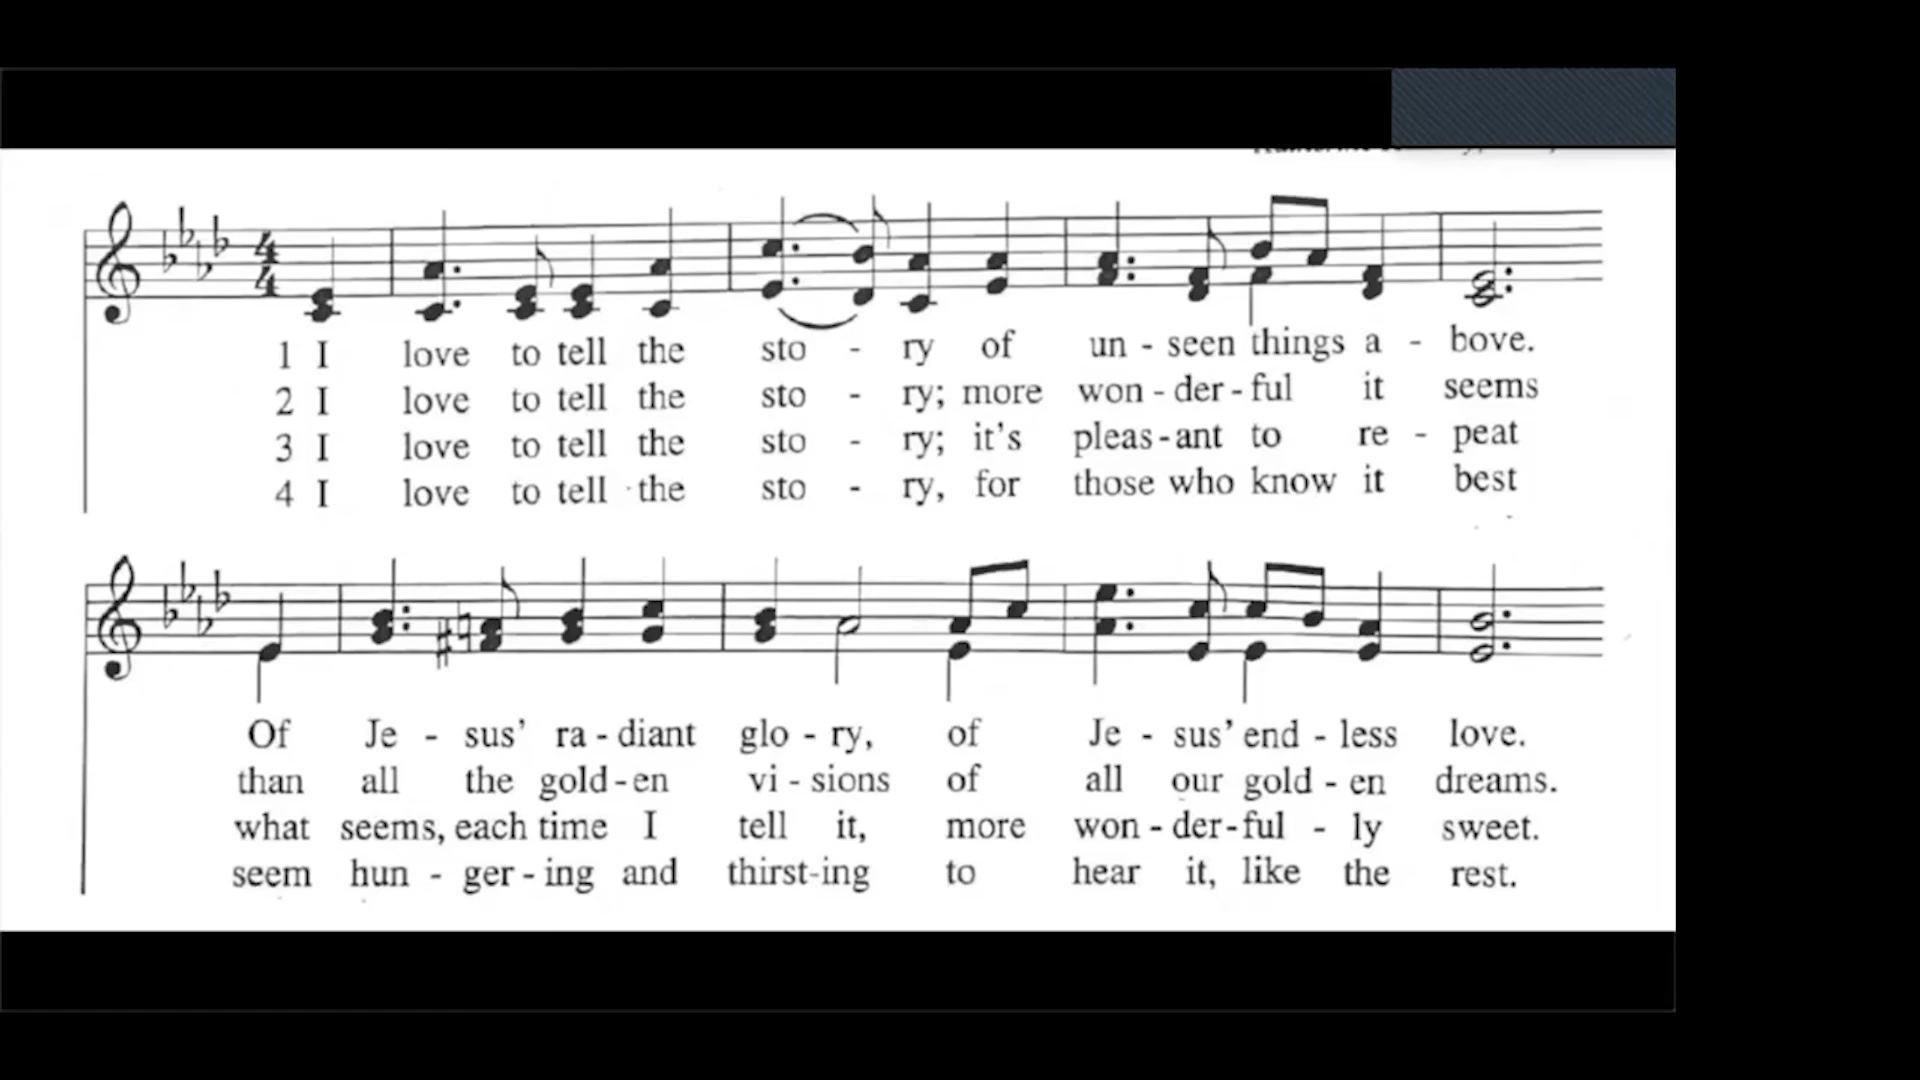 4
4
1 I love to tell the sto - ry of un - seen things a - bove.
2 I love to tell the sto - ry; more won - der - ful it seems
3 I love to tell the sto - ry; it's pleas - ant to re - peat
4 I love to tell the sto - ry, for those who know it best
Of Je - sus' ra - diant glo - ry, of Je - sus' end - less love.
than all the gold - en vi - sions of all our gold - en dreams.
what seems, each time I tell it, more won - der - ful - ly sweet.
seem hun - ger - ing and thirst - ing to hear it, like the rest.